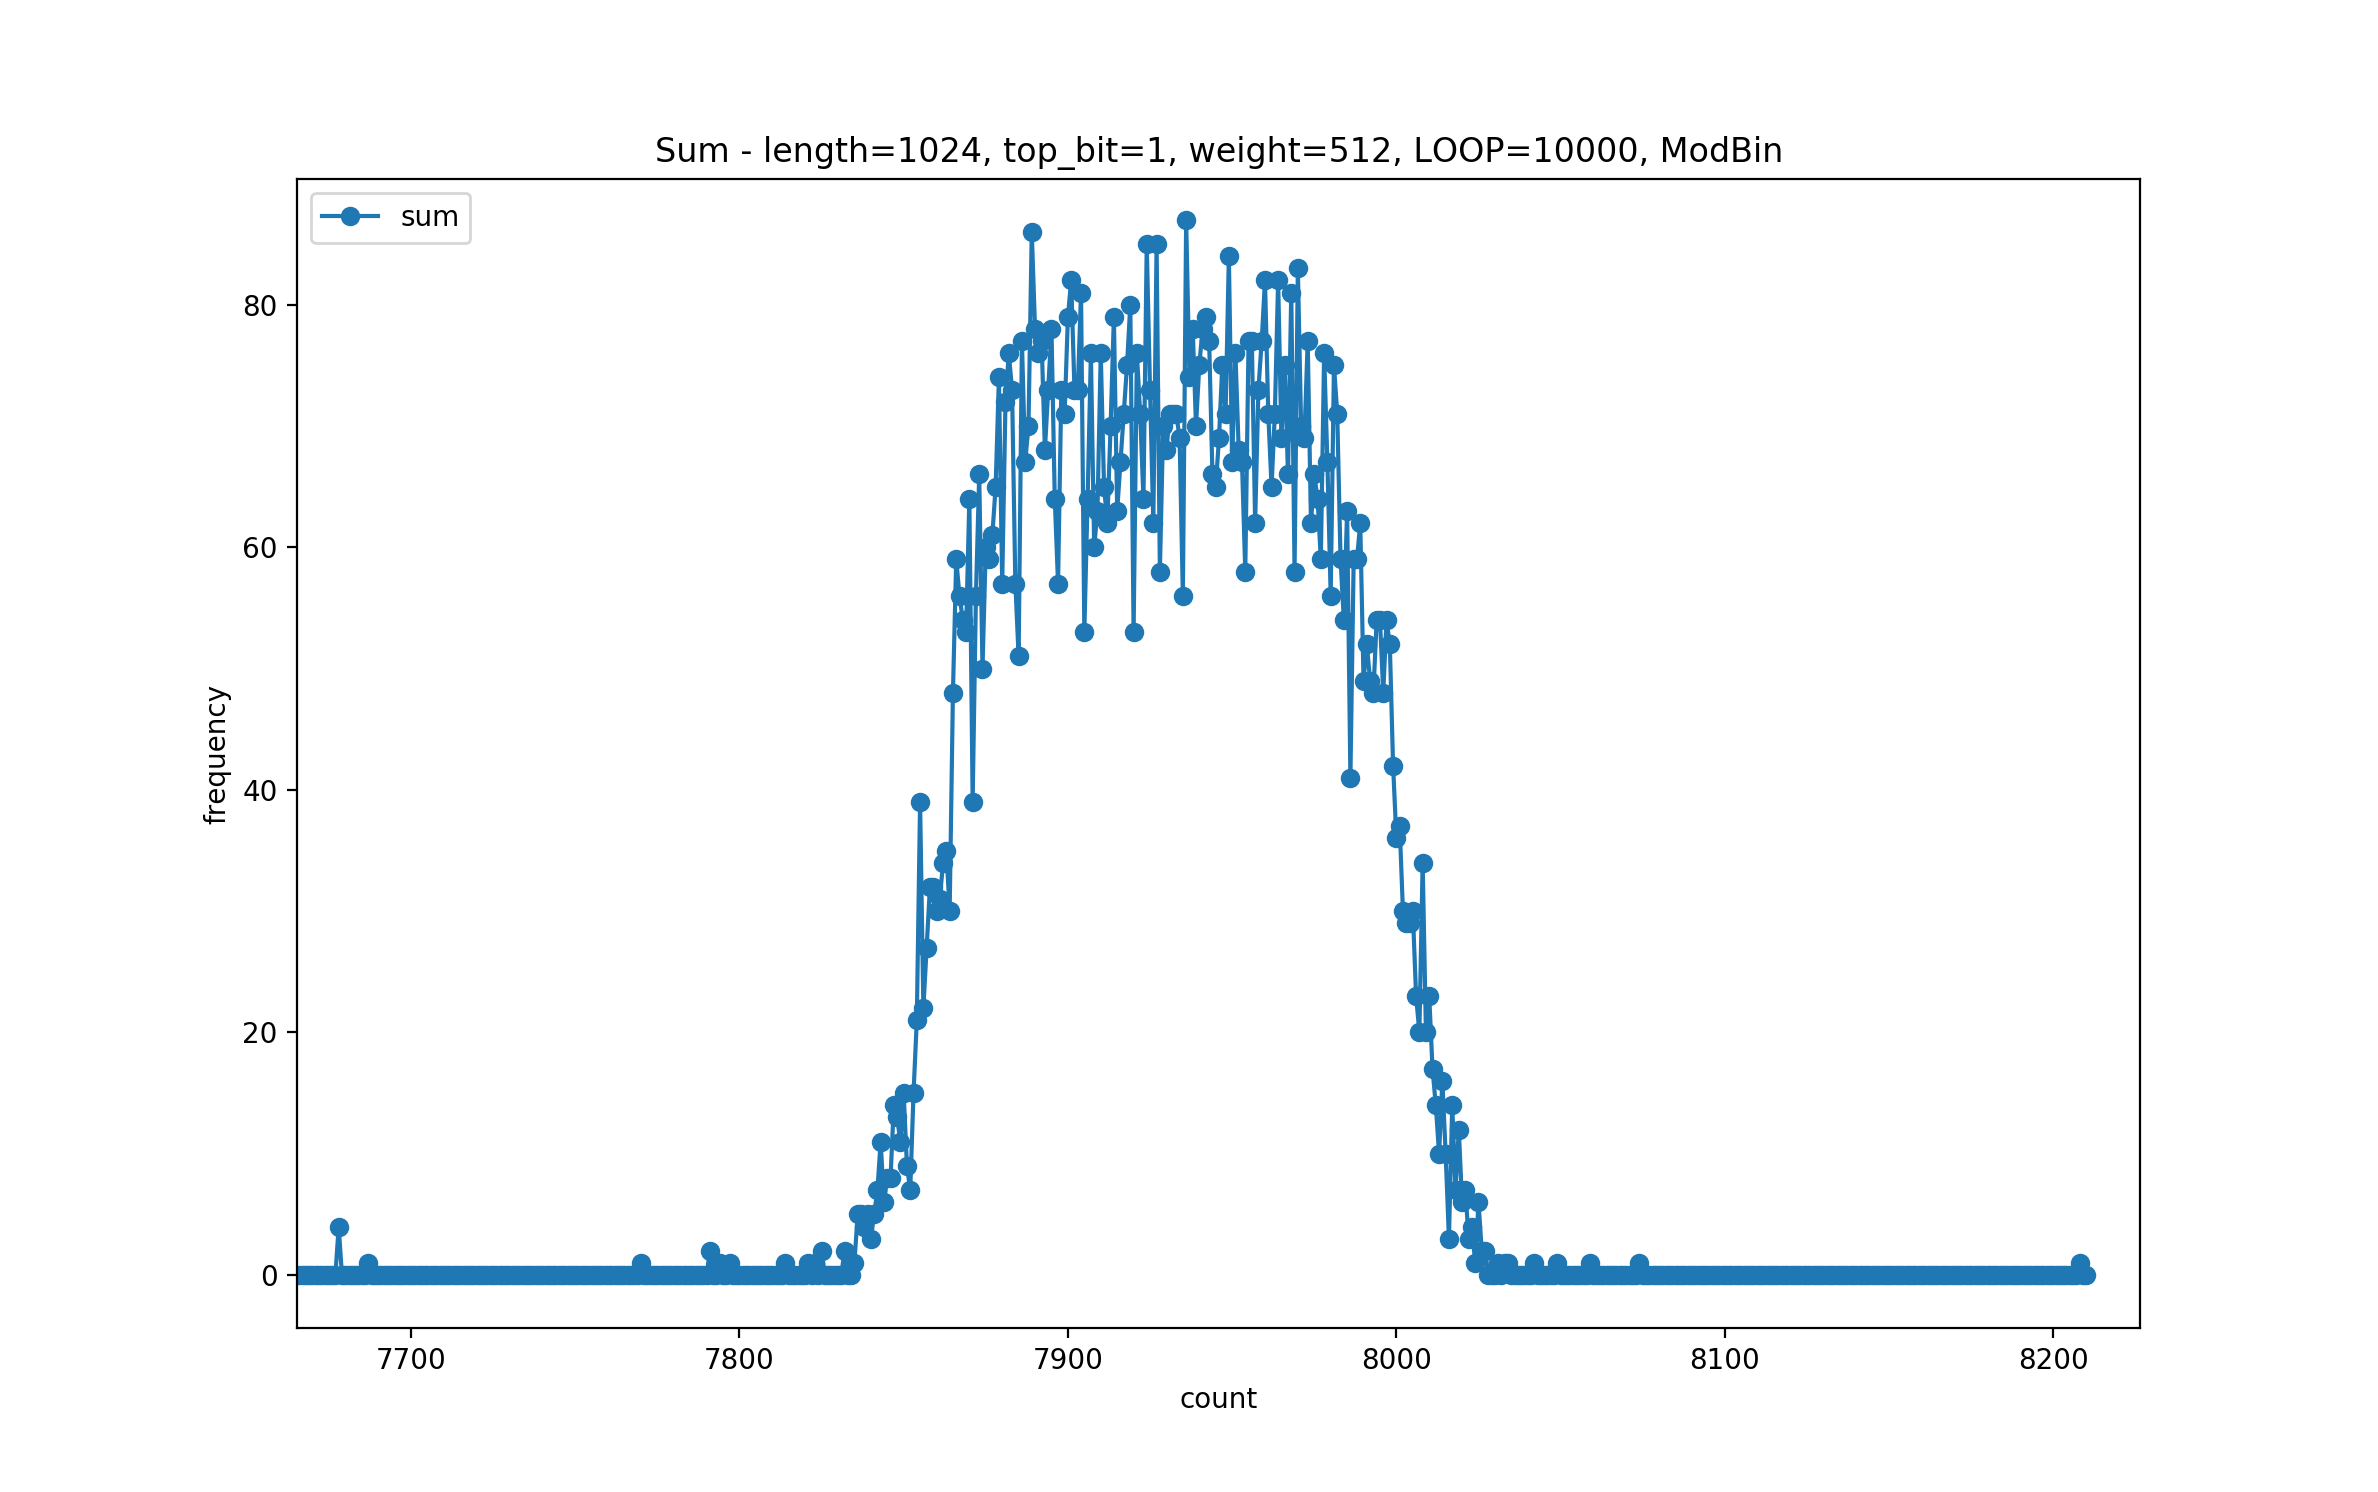 Sum - length=1024, top_bit=1, weight=512, LOOP=10000, ModBin
sum
80
60
40
20
0
frequency
7700 7800 7900 8000 8100 8200
count